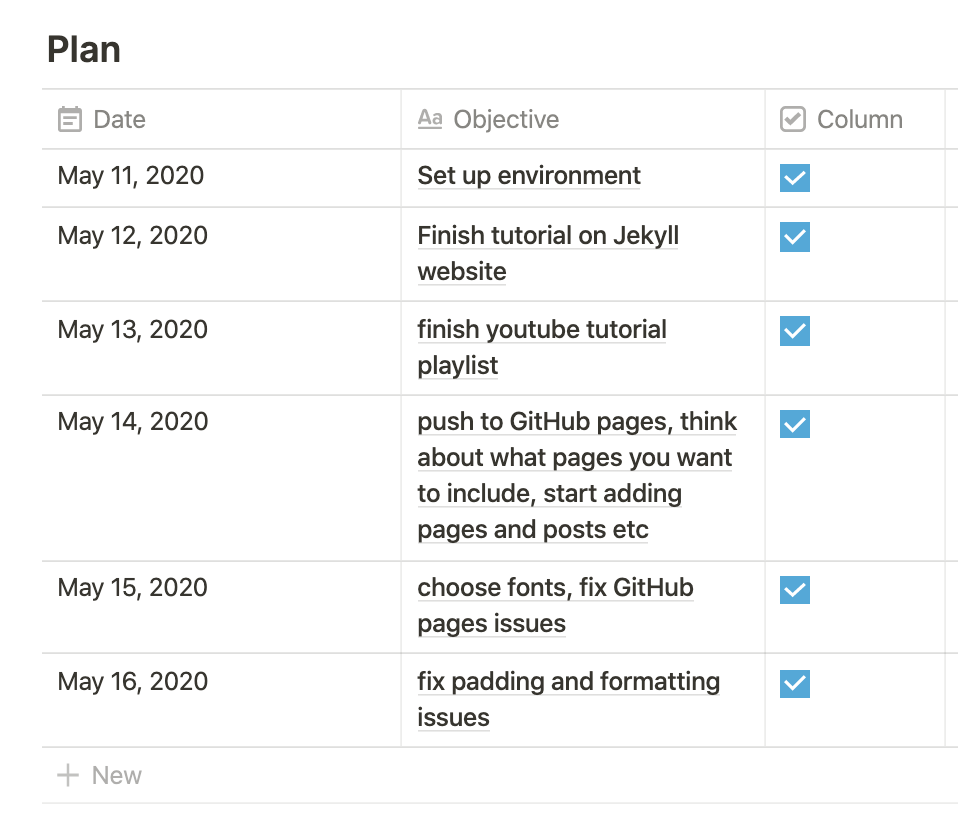 Plan
Date Aa Objective Column
May 11, 2020 Set up environment
May 12, 2020 Finish tutorial on Jekyll
website
May 13, 2020 finish youtube tutorial
playlist
May 14, 2020 push to GitHub pages, think
about what pages you want
to include, start adding
pages and posts etc
May 15, 2020 choose fonts, fix GitHub
pages issues
May 16, 2020 fix padding and formatting
issues
+ New